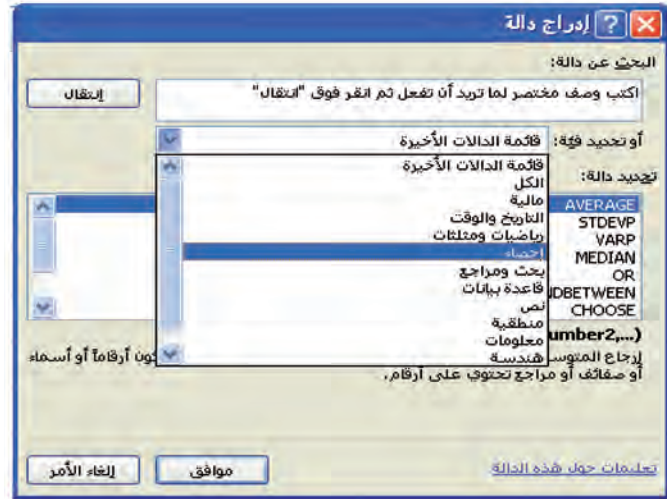 إدراج دالة
البحث عن دالة:
اكتب وصف مختصر لما تريد أن تفعل ثم انقر فوق "انتقال"
إنتقال
أو تحديد فئة: قائمة الدالات الأخيرة
قائمة الدالات الأخيرة
الكل
مالية
التاريخ والوقت
رياضيات ومثلثات
إحصاء
بحث ومراجع
قاعدة بيانات
نص
منطقية
معلومات
هندسة
تحديد دالة:
AVERAGE
STDEVP
VARP
MEDIAN
OR
NDBETWEEN
CHOOSE
umber2,...)
إرجاع المتوس ون أرقاماً أو أسماء
أو صفائف أو مراجع تحتوي على أرقام.
تعليمات حول هذه الدالة
موافق
إلغاء الأمر